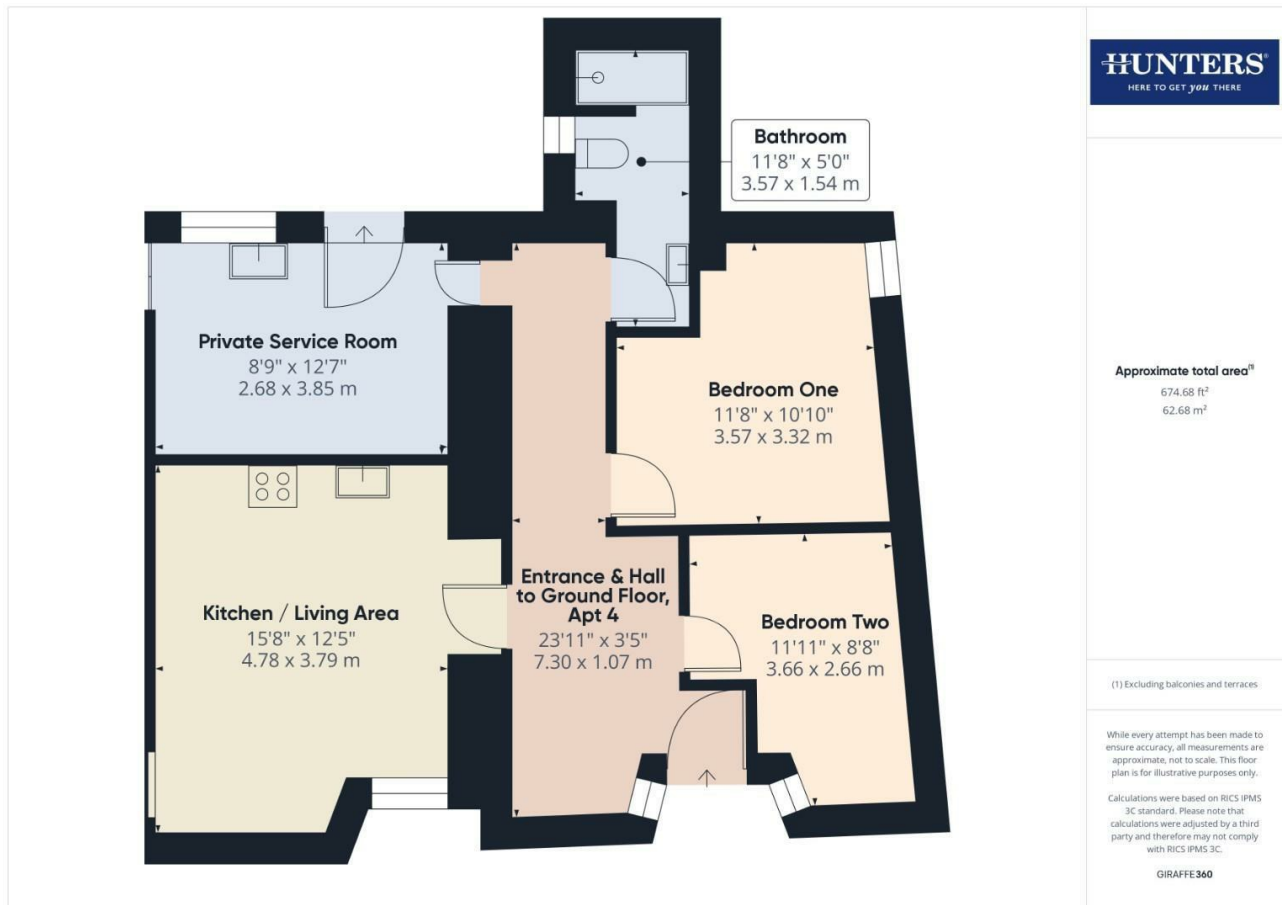 Bathroom
11'8" x 5'0"
3.57 x 1.54 m
Private Service Room
8'9" x 12'7"
2.68 x 3.85 m
Bedroom One
11'8" x 10'10"
3.57 x 3.32 m
Kitchen / Living Area
15'8" x 12'5"
4.78 x 3.79 m
Entrance & Hall
to Ground Floor,
Apt 4
23'11" x 3'5"
7.30 x 1.07 m
Bedroom Two
11'11" x 8'8"
3.66 x 2.66 m
HUNTERS®
HERE TO GET you THERE
Approximate total area(1)
674.68 ft²
62.68 m²
(1) Excluding balconies and terraces
While every attempt has been made to
ensure accuracy, all measurements are
approximate, not to scale. This floor
plan is for illustrative purposes only.
Calculations were based on RICS IPMS
3C standard. Please note that
calculations were adjusted by a third
party and therefore may not comply
with RICS IPMS 3C.
GIRAFFE360